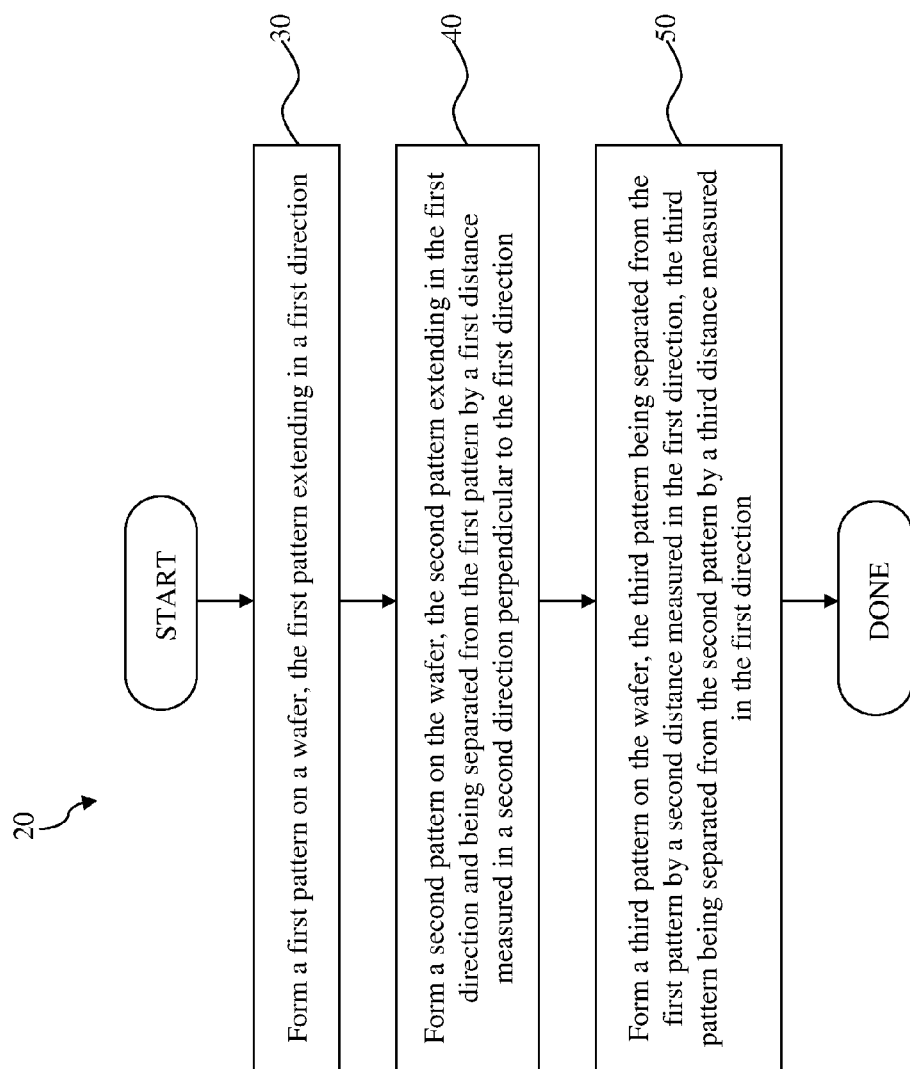 20
START
Form a first pattern on a wafer, the first pattern extending in a first direction
30
Form a second pattern on the wafer, the second pattern extending in the first
direction and being separated from the first pattern by a first distance
measured in a second direction perpendicular to the first direction
40
Form a third pattern on the wafer, the third pattern being separated from the
first pattern by a second distance measured in the first direction, the third
pattern being separated from the second pattern by a third distance measured
in the first direction
50
DONE